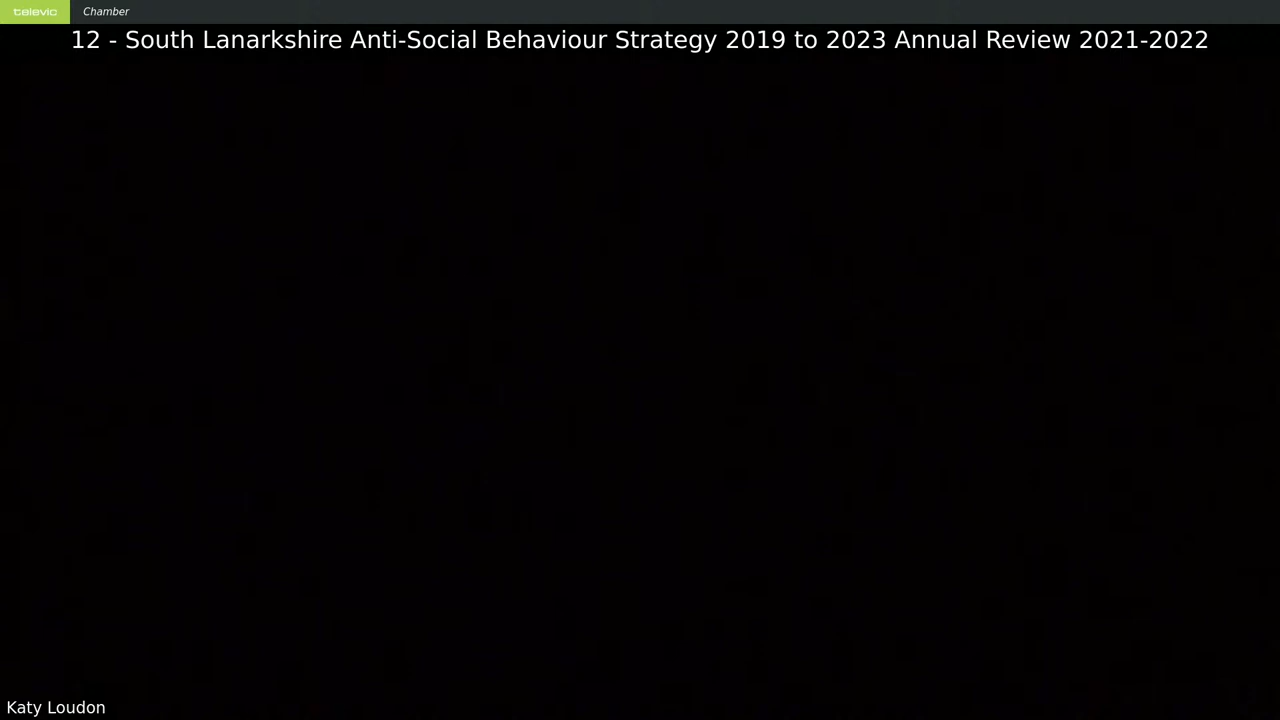 televic
Chamber
12 - South Lanarkshire Anti-Social Behaviour Strategy 2019 to 2023 Annual Review 2021-2022
Katy Loudon